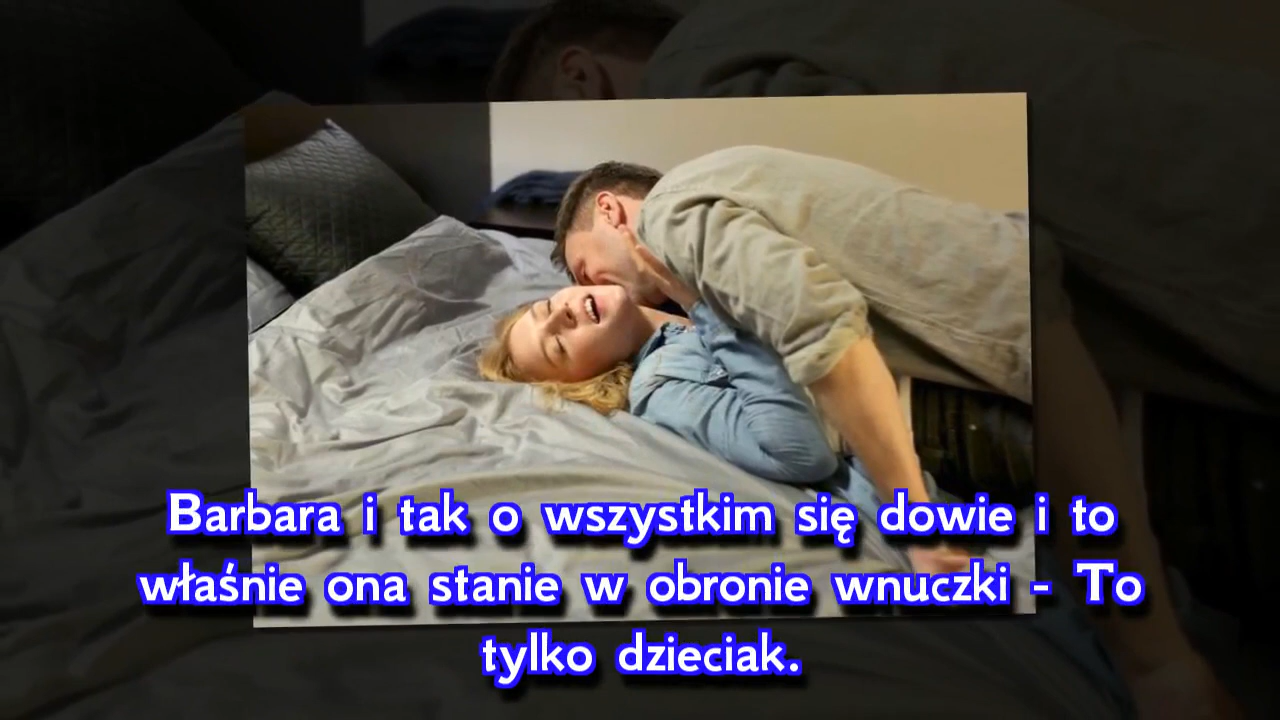 Barbara i tak o wszystkim się dowie i to
właśnie ona stanie w obronie wnuczki - To
tylko dzieciak.